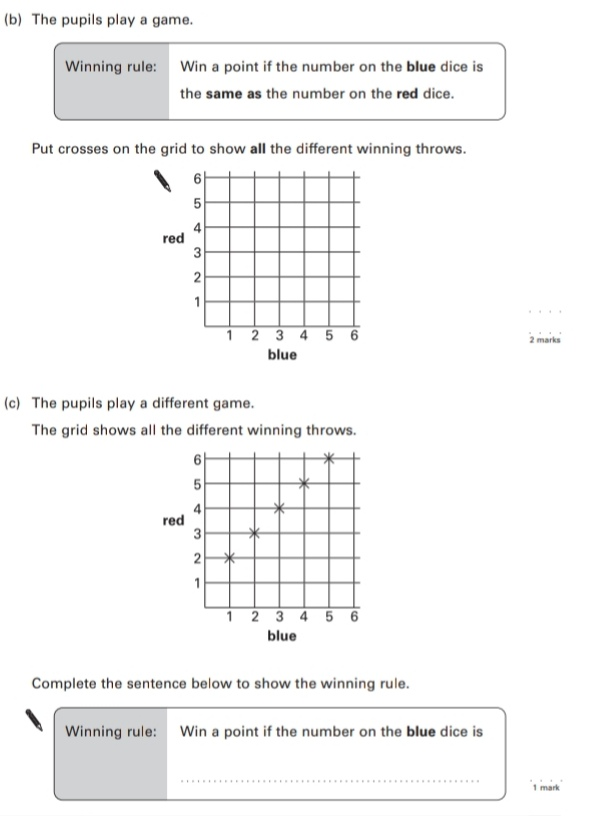 (b) The pupils play a game.
Winning rule: Win a point if the number on the blue dice is
the same as the number on the red dice.
Put crosses on the grid to show all the different winning throws.
6
5
4
red
3
2
1
1 2 3 4 5 6
blue
2 marks
(c) The pupils play a different game.
The grid shows all the different winning throws.
6
5
4
red
3
2
1
1 2 3 4 5 6
blue
Complete the sentence below to show the winning rule.
Winning rule: Win a point if the number on the blue dice is
1 mark